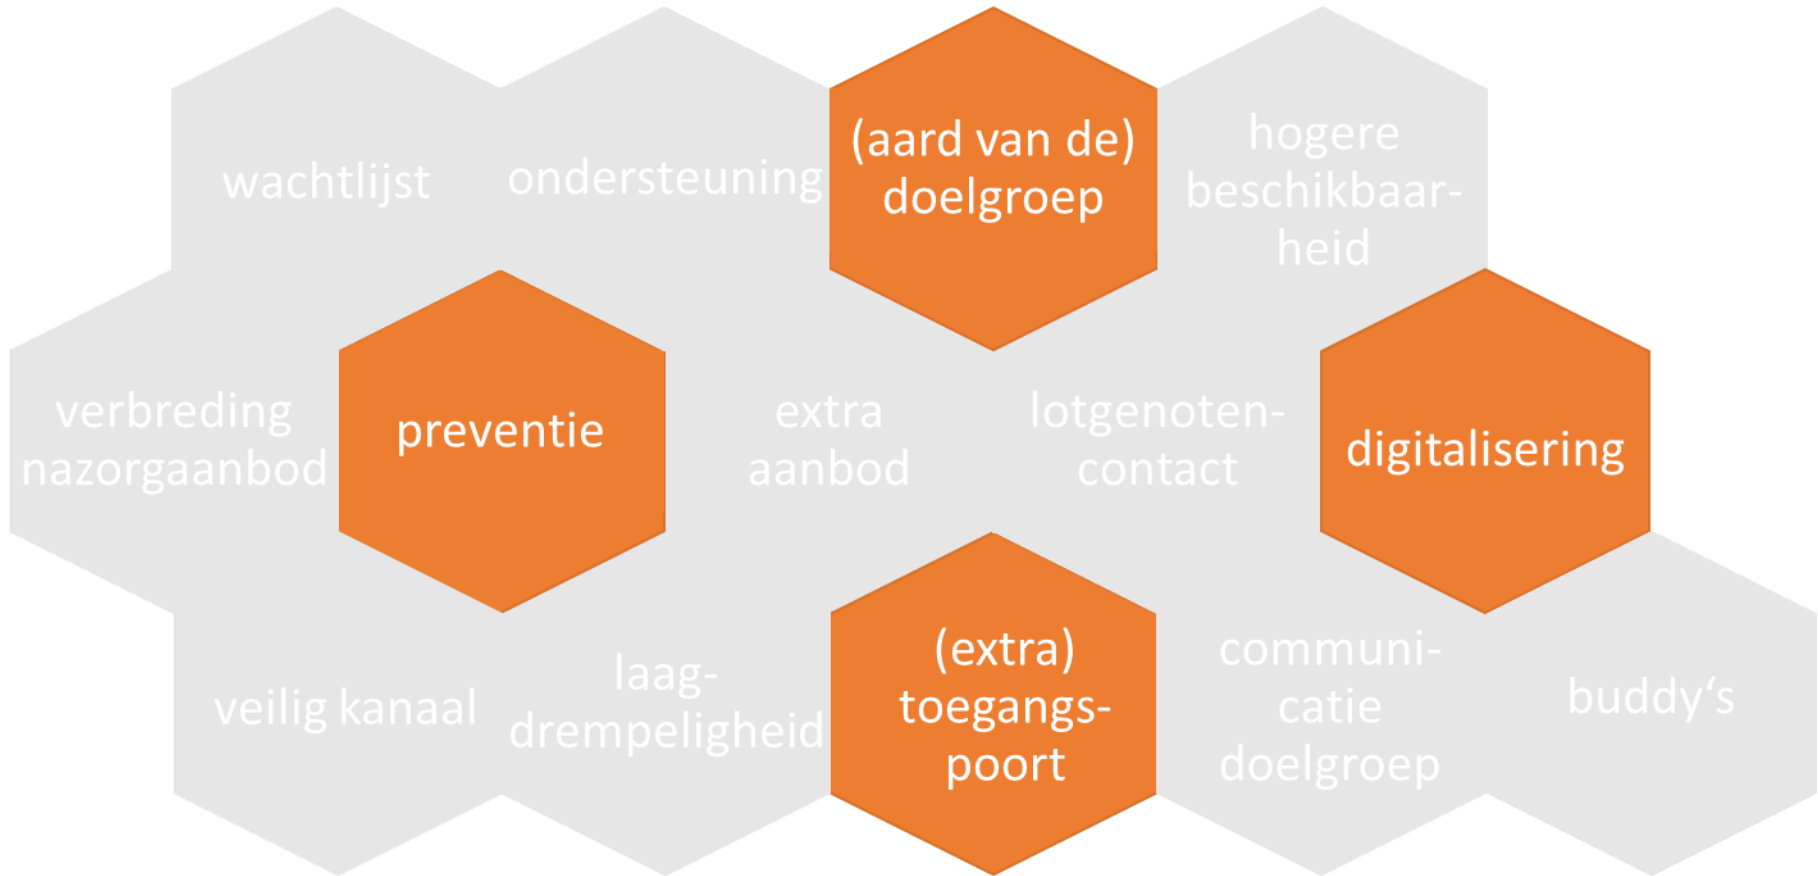 wachtlijst
ondersteuning
(aard van de)
doelgroep
hogere
beschikbaar-
heid
verbreding
nazorgaanbod
preventie
extra
aanbod
lotgenoten-
contact
digitalisering
veilig kanaal
laag-
drempeligheid
(extra)
toegangs-
poort
communi-
catie
doelgroep
buddy‘s